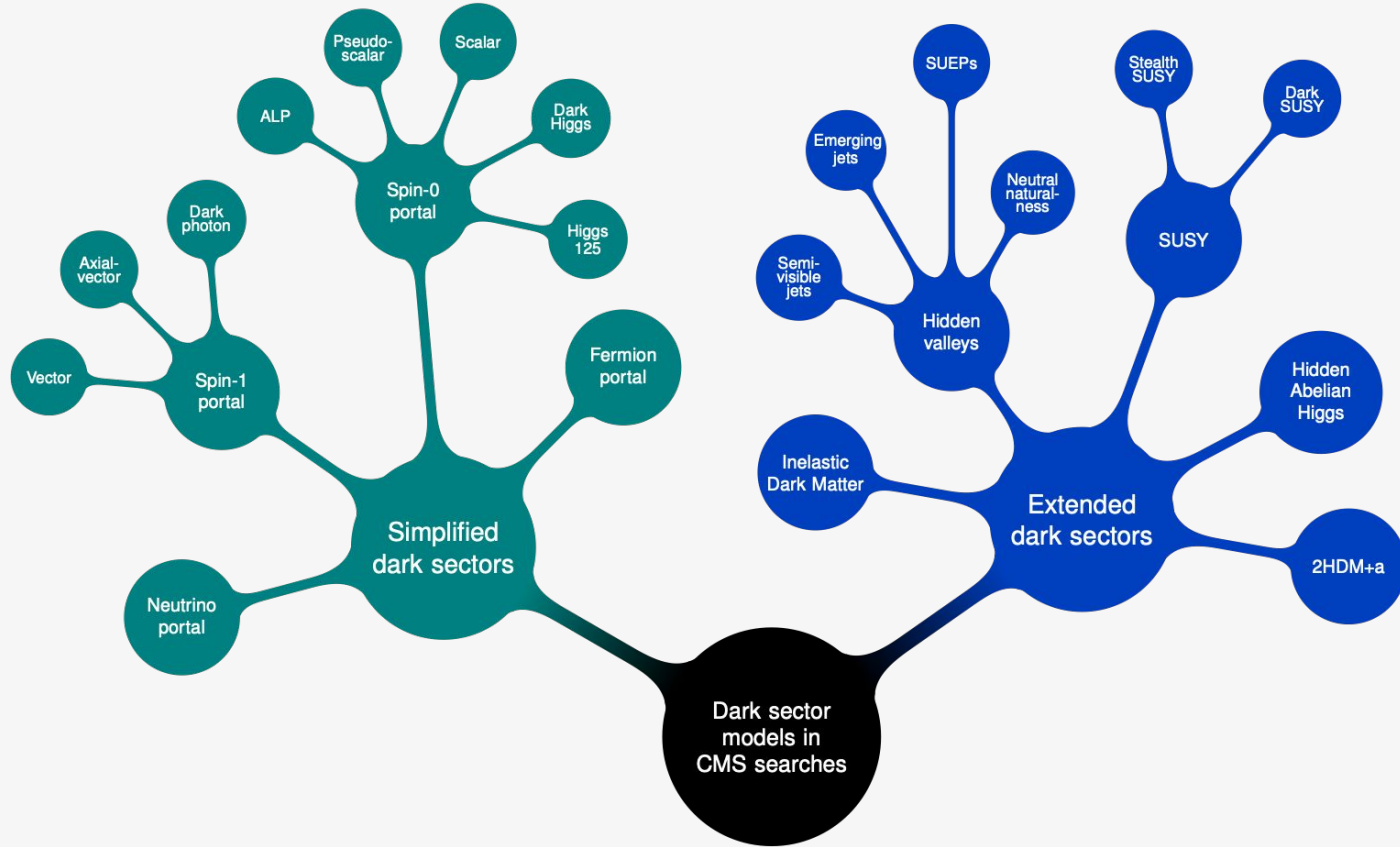 Pseudo-
scalar
Scalar
ALP
Dark
Higgs
Spin-0
portal
Higgs
125
Dark
photon
Axial-
vector
Vector
Spin-1
portal
Fermion
portal
Simplified
dark sectors
Neutrino
portal
SUEPs
Stealth
SUSY
Dark
SUSY
Emerging
jets
Neutral
natural-
ness
SUSY
Semi-
visible
jets
Hidden
valleys
Hidden
Abelian
Higgs
Inelastic
Dark Matter
Extended
dark sectors
2HDM+a
Dark sector
models in
CMS searches